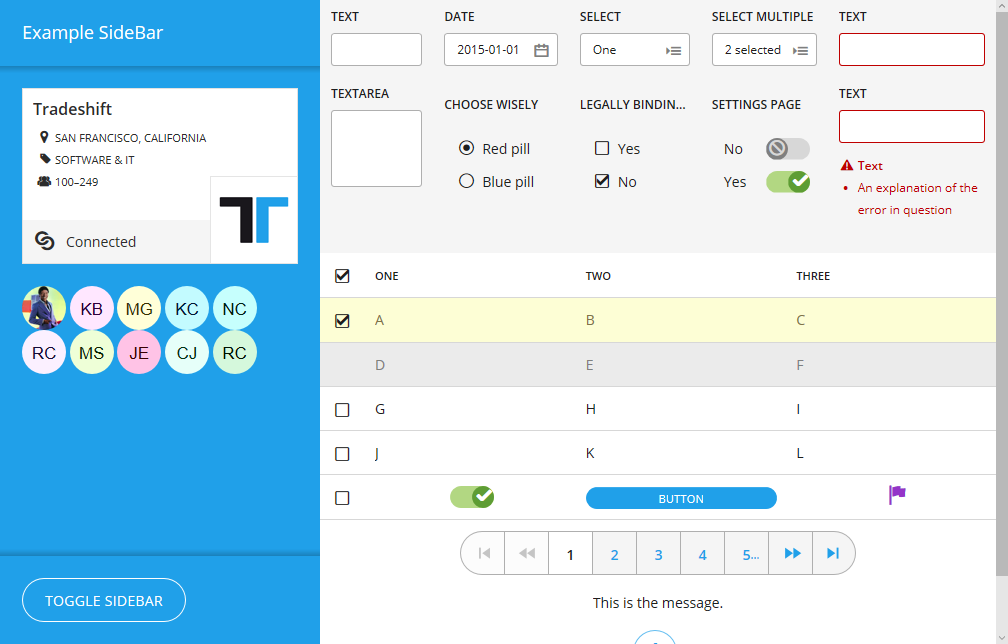 Example SideBar
Tradeshift
SAN FRANCISCO, CALIFORNIA
SOFTWARE & IT
100–249
Connected
KB MG KC NC
RC MS JE CJ RC
TOGGLE SIDEBAR
TEXT DATE SELECT SELECT MULTIPLE TEXT
2015-01-01 One 2 selected
TEXTAREA CHOOSE WISELY LEGALLY BINDIN... SETTINGS PAGE TEXT
Red pill Yes No
Blue pill No Yes
Text
An explanation of the
error in question
ONE TWO THREE
A B C
D E F
G H I
J K L
BUTTON
1 2 3 4 5...
This is the message.